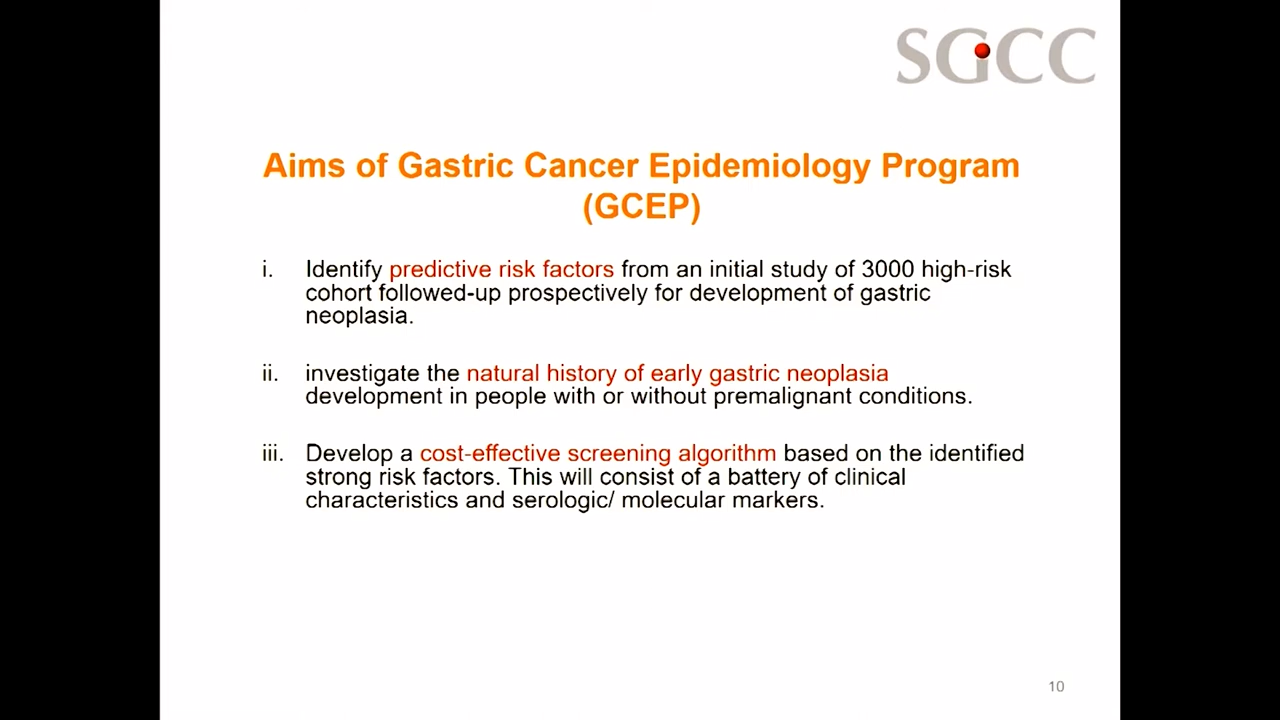 SGCC
Aims of Gastric Cancer Epidemiology Program
(GCEP)
i. Identify predictive risk factors from an initial study of 3000 high-risk
cohort followed-up prospectively for development of gastric
neoplasia.
ii. investigate the natural history of early gastric neoplasia
development in people with or without premalignant conditions.
iii. Develop a cost-effective screening algorithm based on the identified
strong risk factors. This will consist of a battery of clinical
characteristics and serologic/ molecular markers.
10